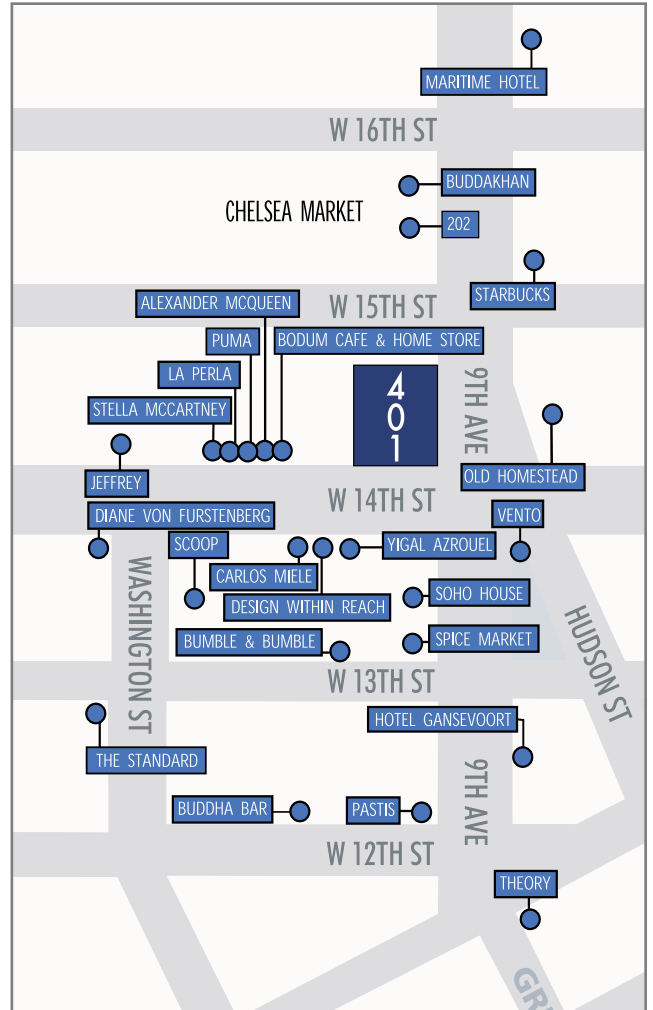 MARITIME HOTEL
W 16TH ST
BUDDAKHAN
CHELSEA MARKET
202
STARBUCKS
ALEXANDER MCQUEEN
W 15TH ST
PUMA
BODUM CAFE & HOME STORE
LA PERLA
9TH AVE
401
STELLA MCCARTNEY
OLD HOMESTEAD
JEFFREY
W 14TH ST
DIANE VON FURSTENBERG
VENTO
SCOOP
YIGAL AZROUEL
CARLOS MIELE
WASHINGTON ST
SOHO HOUSE
DESIGN WITHIN REACH
BUMBLE & BUMBLE
SPICE MARKET
HUDSON ST
W 13TH ST
HOTEL GANSEVOORT
THE STANDARD
9TH AVE
BUDDHA BAR
PASTIS
W 12TH ST
THEORY
GR